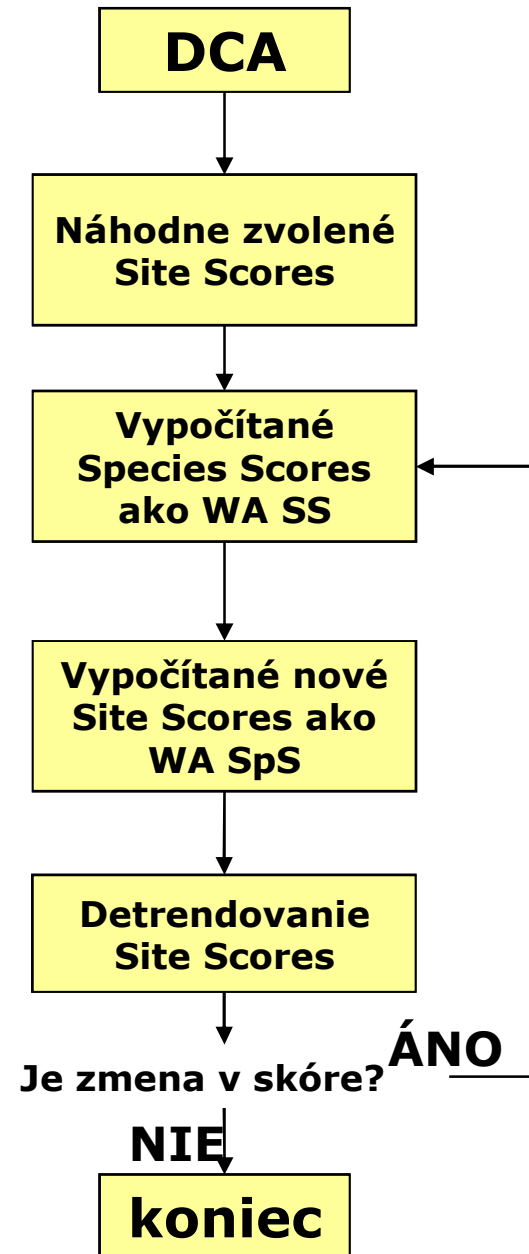 DCA
Náhodne zvolené
Site Scores
Vypočítané
Species Scores
ako WA SS
Vypočítané nové
Site Scores ako
WA SpS
Detrendovanie
Site Scores
Je zmena v skóre?
ÁNO
NIE
koniec